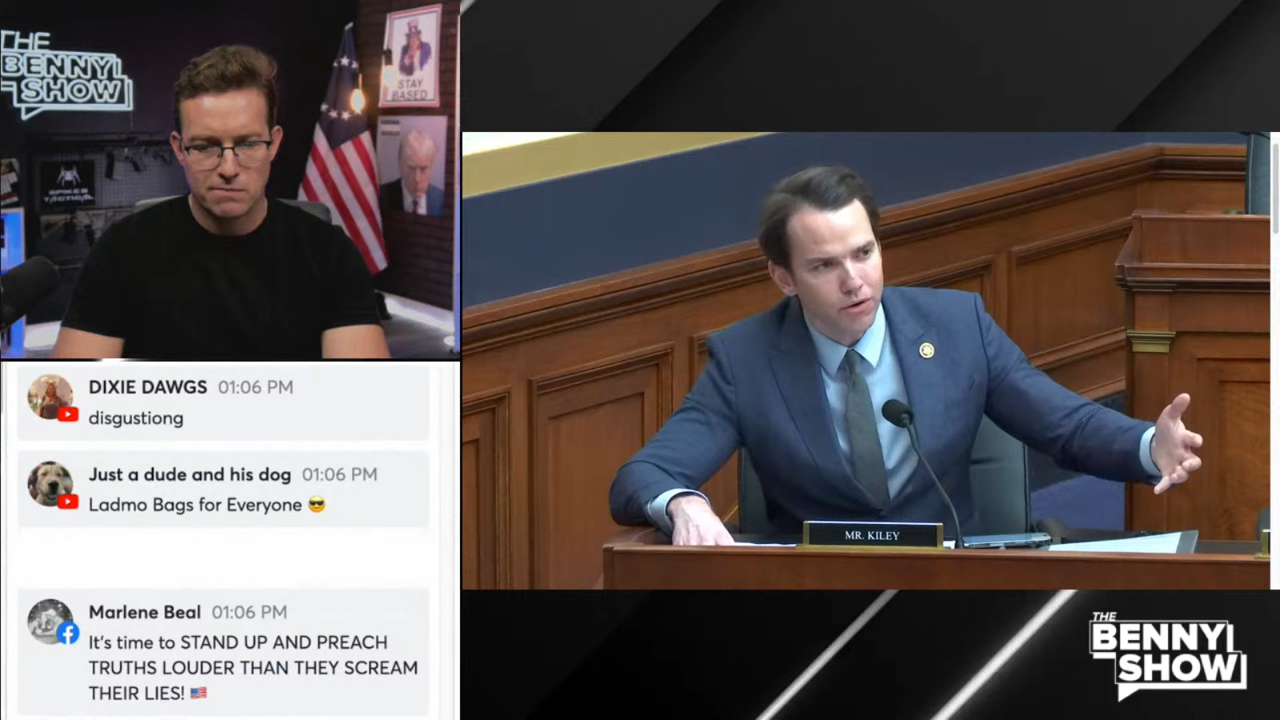 THE
BENNY
SHOW
STAY
BASED
SPIKES
TACTICAL
DIXIE DAWGS 01:06 PM
disgustiong
Just a dude and his dog 01:06 PM
Ladmo Bags for Everyone 😎
Marlene Beal 01:06 PM
It's time to STAND UP AND PREACH
TRUTHS LOUDER THAN THEY SCREAM
THEIR LIES! 🇺🇸
MR. KILEY
THE
BENNY
SHOW